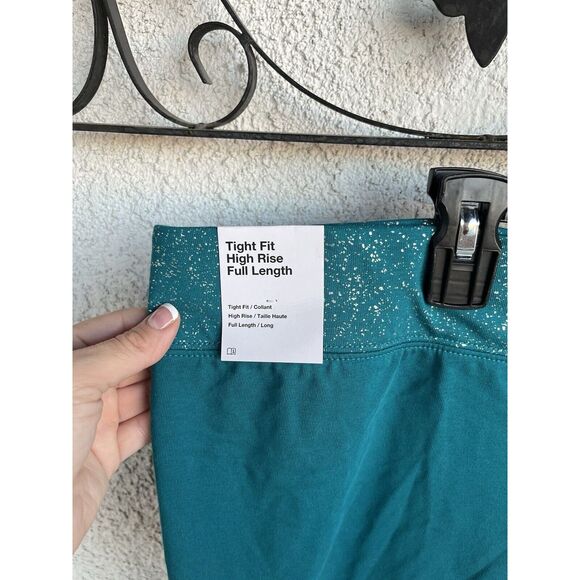 Tight Fit
High Rise
Full Length
Tight Fit / Collant
High Rise / Taille Haute
Full Length / Long